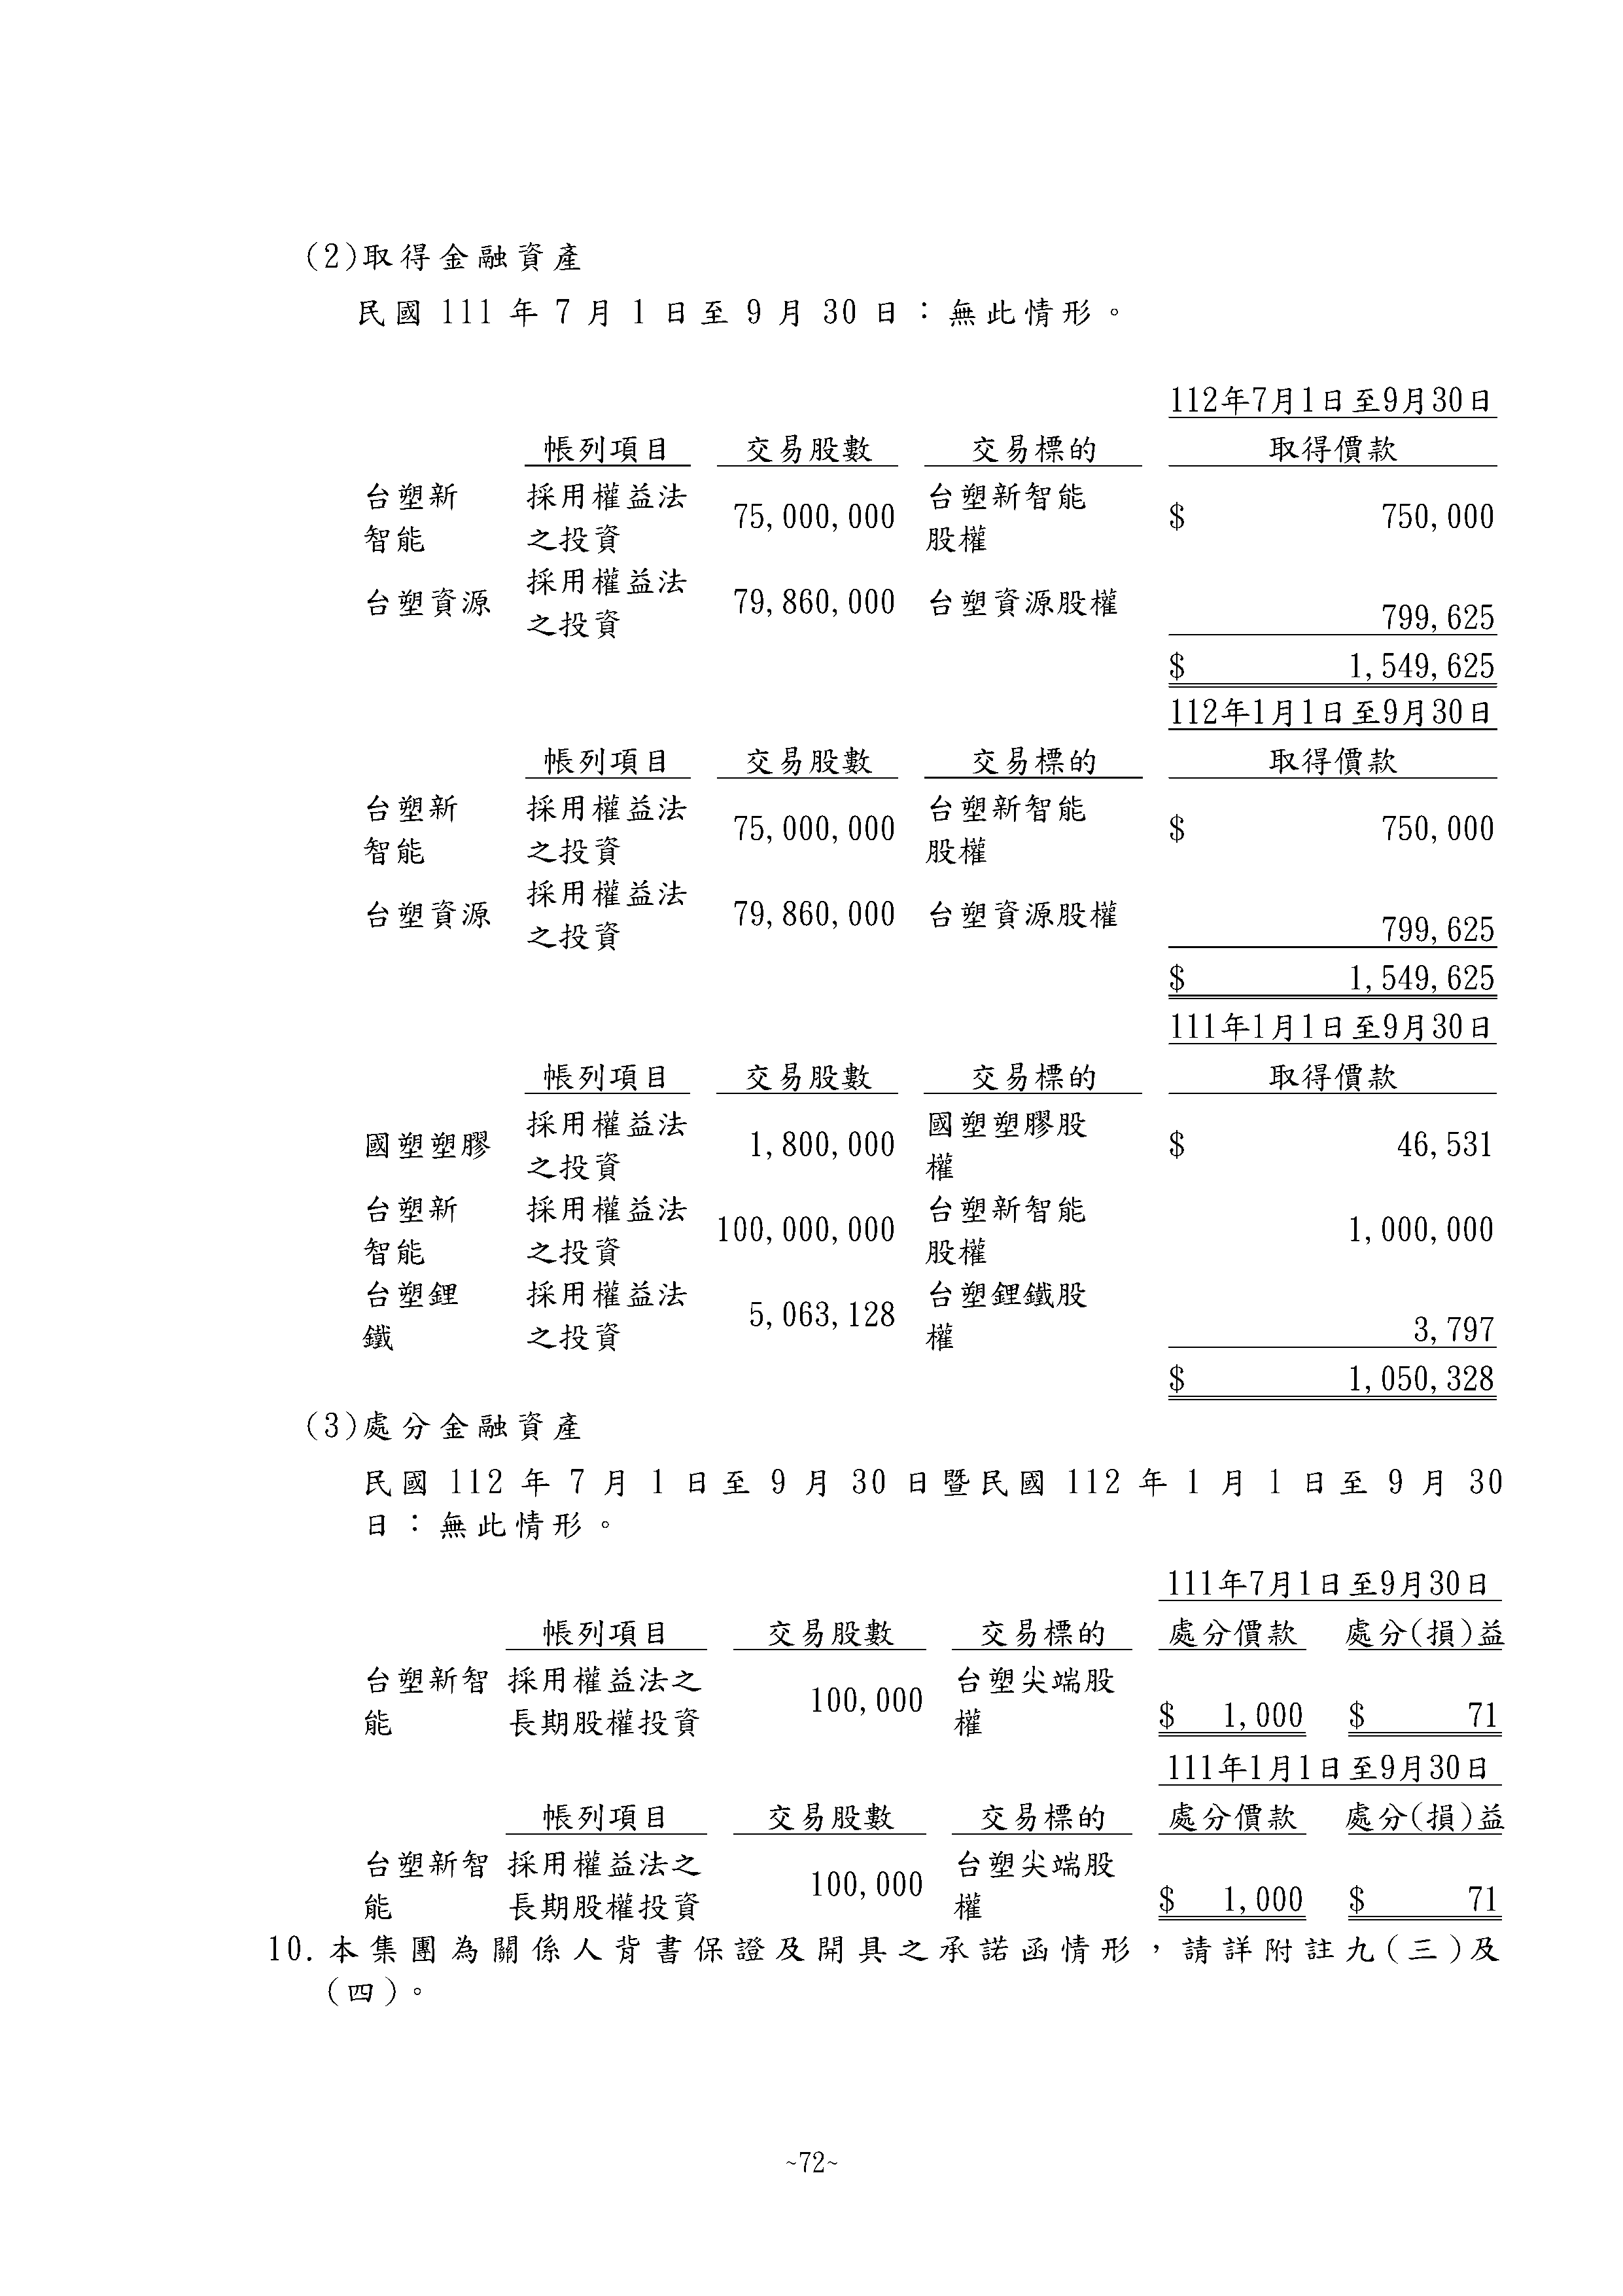 (2)取得金融資產
民國 111 年 7 月 1 日至 9 月 30 日：無此情形。
112年7月1日至9月30日
帳列項目 交易股數 交易標的 取得價款
台塑新 採用權益法 台塑新智能
75,000,000 $ 750,000
智能 之投資 股權
採用權益法
台塑資源 79,860,000 台塑資源股權
之投資 799,625
$ 1,549,625
112年1月1日至9月30日
帳列項目 交易股數 交易標的 取得價款
台塑新 採用權益法 台塑新智能
75,000,000 $ 750,000
智能 之投資 股權
採用權益法
台塑資源 79,860,000 台塑資源股權
之投資 799,625
$ 1,549,625
111年1月1日至9月30日
帳列項目 交易股數 交易標的 取得價款
採用權益法 國塑塑膠股
國塑塑膠 1,800,000 $ 46,531
之投資 權
台塑新 採用權益法 台塑新智能
100,000,000 1,000,000
智能 之投資 股權
台塑鋰 採用權益法 台塑鋰鐵股
5,063,128
鐵 之投資 權 3,797
$ 1,050,328
(3)處分金融資產
民國 112 年 7 月 1 日至 9 月 30 日暨民國 112 年 1 月 1 日至 9 月 30
日：無此情形。
111年7月1日至9月30日
帳列項目 交易股數 交易標的 處分價款 處分(損)益
台塑新智 採用權益法之 台塑尖端股
100,000
能 長期股權投資 權 $ 1,000 $ 71
111年1月1日至9月30日
帳列項目 交易股數 交易標的 處分價款 處分(損)益
台塑新智 採用權益法之 台塑尖端股
100,000
能 長期股權投資 權 $ 1,000 $ 71
10. 本集團為關係人背書保證及開具之承諾函情形，請詳附註九(三)及
(四)。
~72~